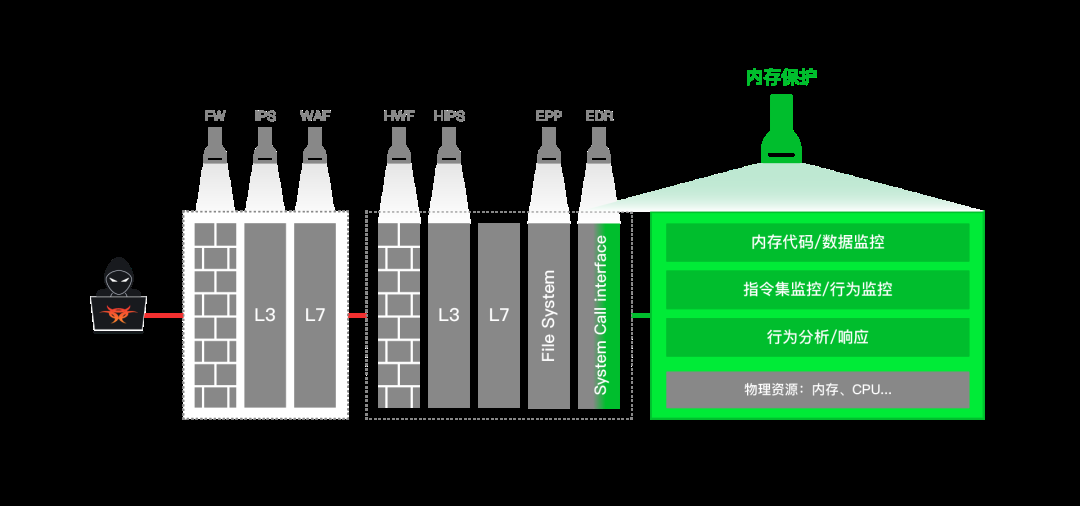 内存保护
FW
IPS
WAF
HWF
HIPS
EPP
EDR
L3
L7
L3
L7
File System
System Call interface
内存代码/数据监控
指令集监控/行为监控
行为分析/响应
物理资源：内存、CPU...